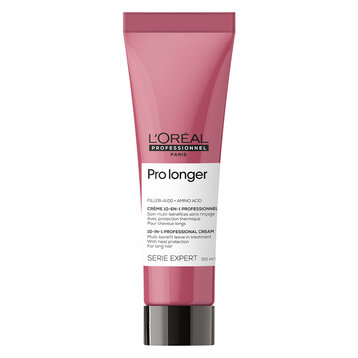 L'ORÉAL
PROFESSIONNEL
PARIS
Pro longer
FILLER-A100 + AMINO ACID
CRÈME 10-EN-1 PROFESSIONNEL
Soin multi-bénéfices sans rinçage
Avec protection thermique
Pour cheveux longs
10-IN-1 PROFESSIONAL CREAM
Multi-benefit leave in treatment
With heat protection
For long hair
SERIE EXPERT 150 m